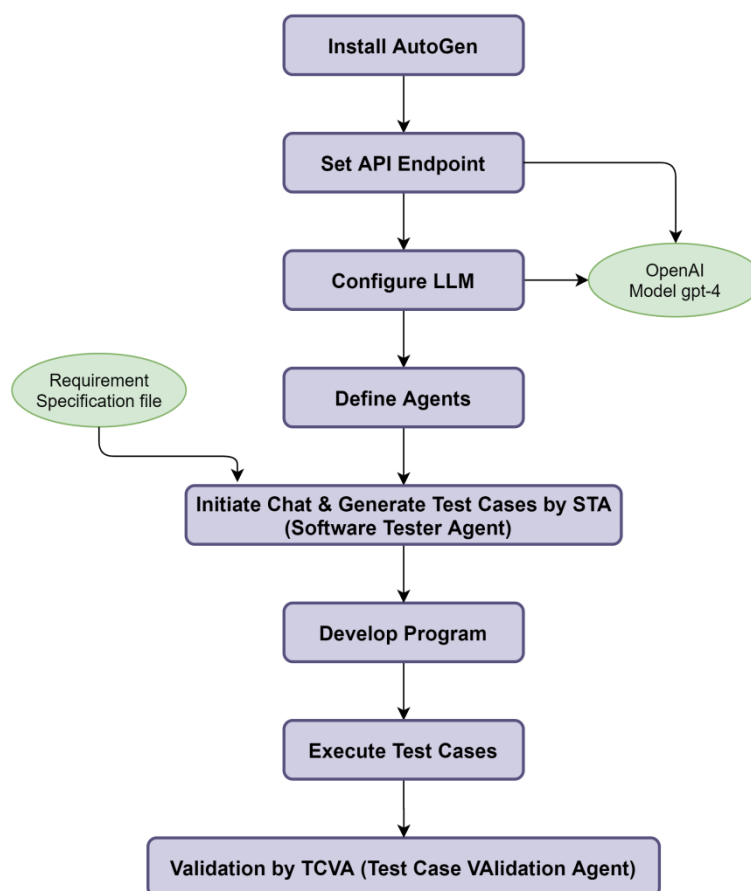 Install AutoGen
Set API Endpoint
Configure LLM
OpenAI
Model gpt-4
Requirement
Specification file
Define Agents
Initiate Chat & Generate Test Cases by STA
(Software Tester Agent)
Develop Program
Execute Test Cases
Validation by TCVA (Test Case VAlidation Agent)